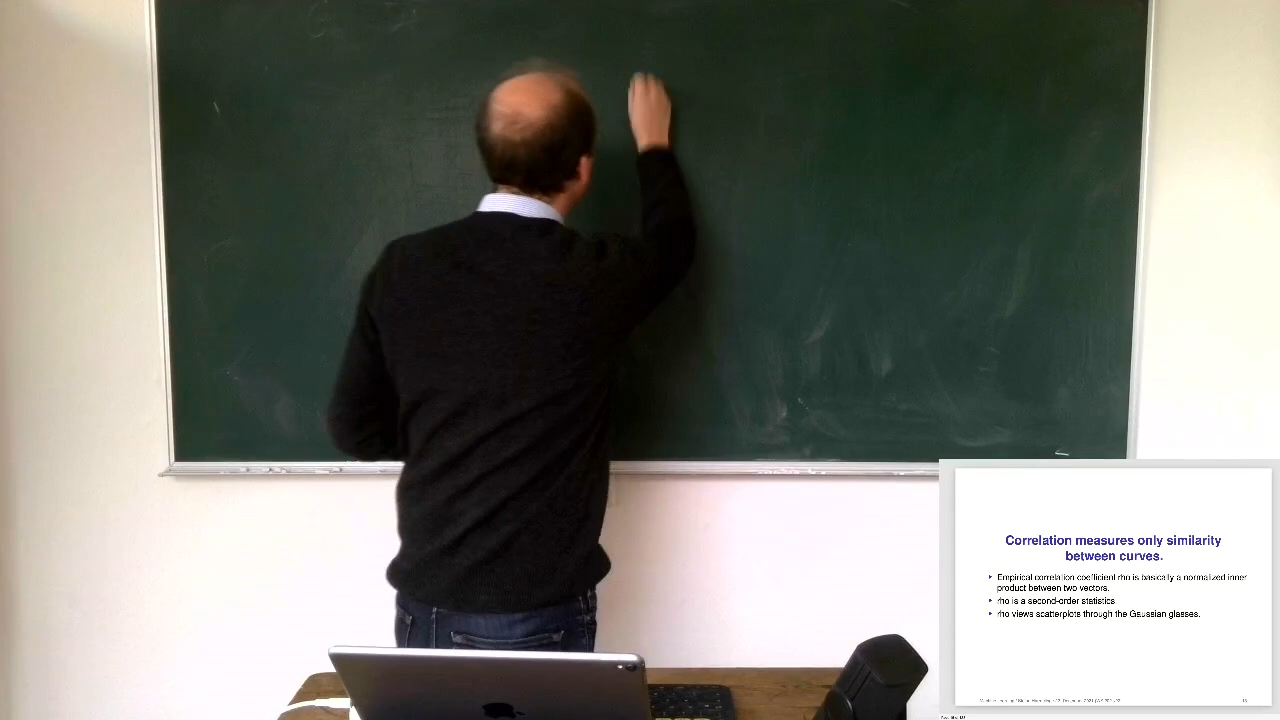 Correlation measures only similarity
between curves.
Empirical correlation coefficient rho is basically a normalized inner
product between two vectors.
rho is a second-order statistics
rho views scatterplots through the Gaussian glasses.